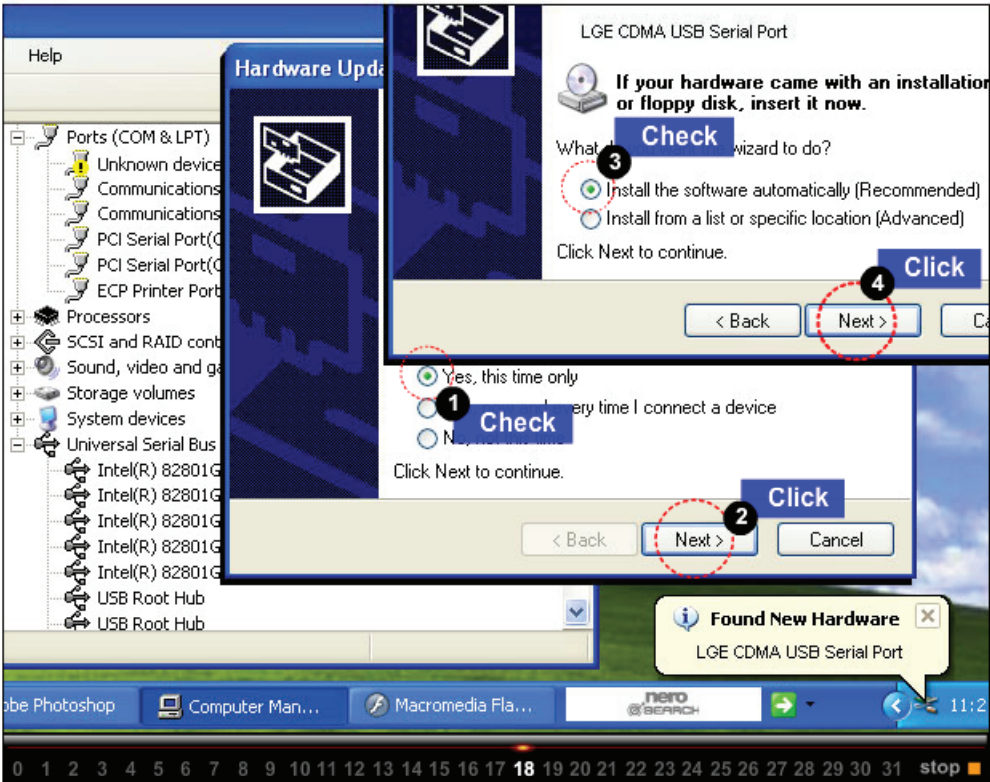 Help
Ports (COM & LPT)
Unknown device
Communications
Communications
PCI Serial Port(C
PCI Serial Port(C
ECP Printer Port
Processors
SCSI and RAID cont
Sound, video and ga
Storage volumes
System devices
Universal Serial Bus
Intel(R) 82801G
Intel(R) 82801G
Intel(R) 82801G
Intel(R) 82801G
Intel(R) 82801G
USB Root Hub
USB Root Hub
Hardware Upda
LGE CDMA USB Serial Port
If your hardware came with an installation
or floppy disk, insert it now.
Check
What wizard to do?
3
Install the software automatically (Recommended)
Install from a list or specific location (Advanced)
Click Next to continue.
4 Click
< Back Next > Ca
Yes, this time only
1 every time I connect a device
Check
Click Next to continue.
2 Click
< Back Next > Cancel
Found New Hardware
LGE CDMA USB Serial Port
obe Photoshop Computer Man... Macromedia Fla... nero SEARCH 11:2
0 1 2 3 4 5 6 7 8 9 10 11 12 13 14 15 16 17 18 19 20 21 22 23 24 25 26 27 28 29 30 31 stop